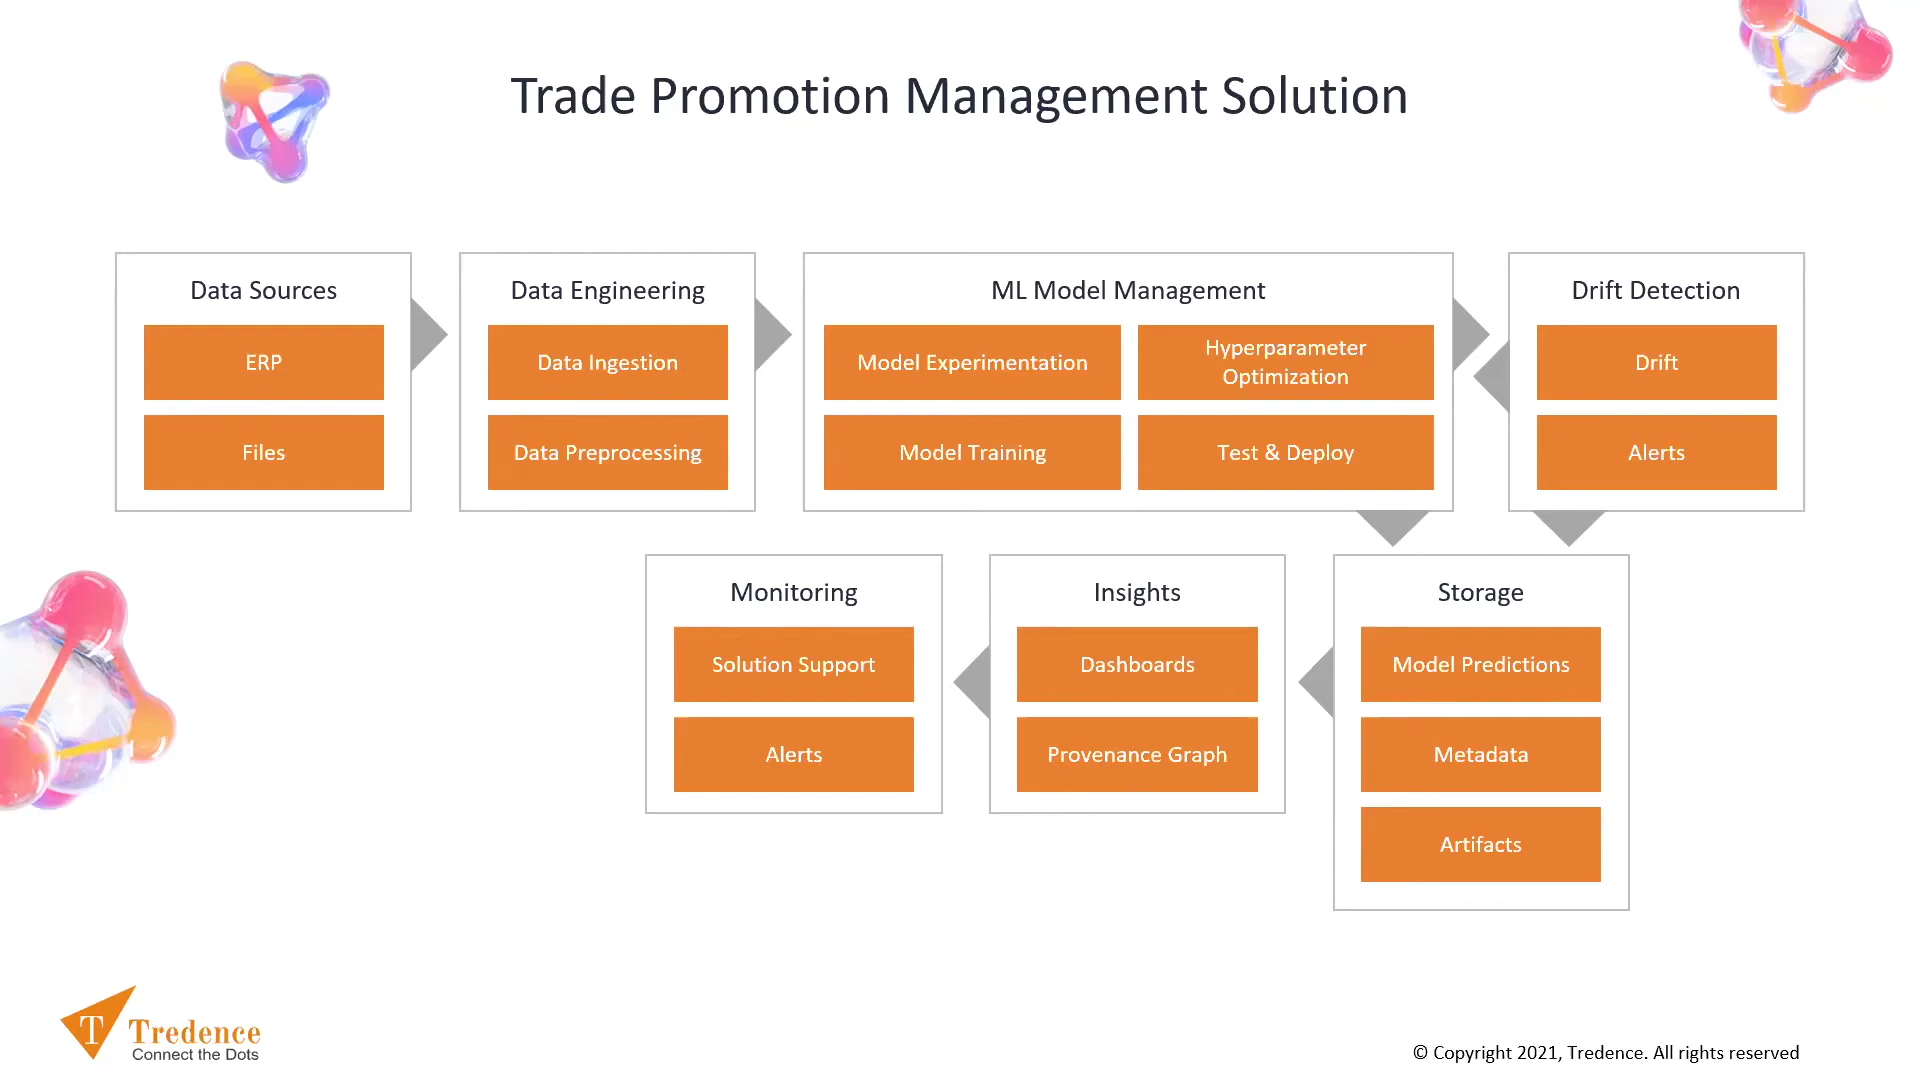 Trade Promotion Management Solution
Data Sources
ERP
Files
Data Engineering
Data Ingestion
Data Preprocessing
ML Model Management
Model Experimentation
Hyperparameter
Optimization
Model Training
Test & Deploy
Drift Detection
Drift
Alerts
Monitoring
Solution Support
Alerts
Insights
Dashboards
Provenance Graph
Storage
Model Predictions
Metadata
Artifacts
T
Tredence
Connect the Dots
© Copyright 2021, Tredence. All rights reserved